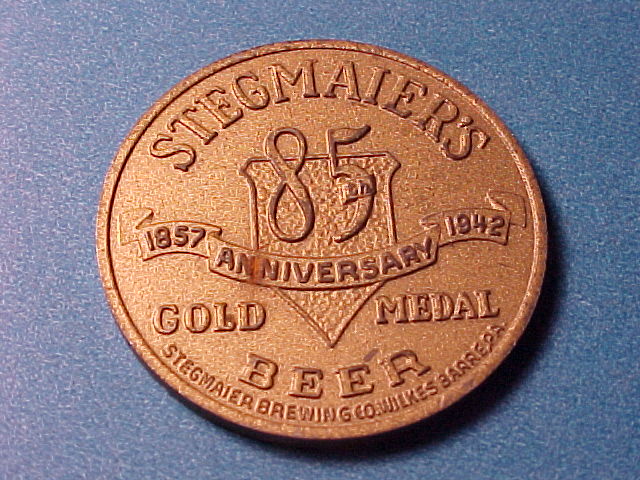 STEGMAIER'S
85TH
1857 ANNIVERSARY 1942
GOLD MEDAL
BEER
STEGMAIER BREWING CO. WILKES BARRE, PA.